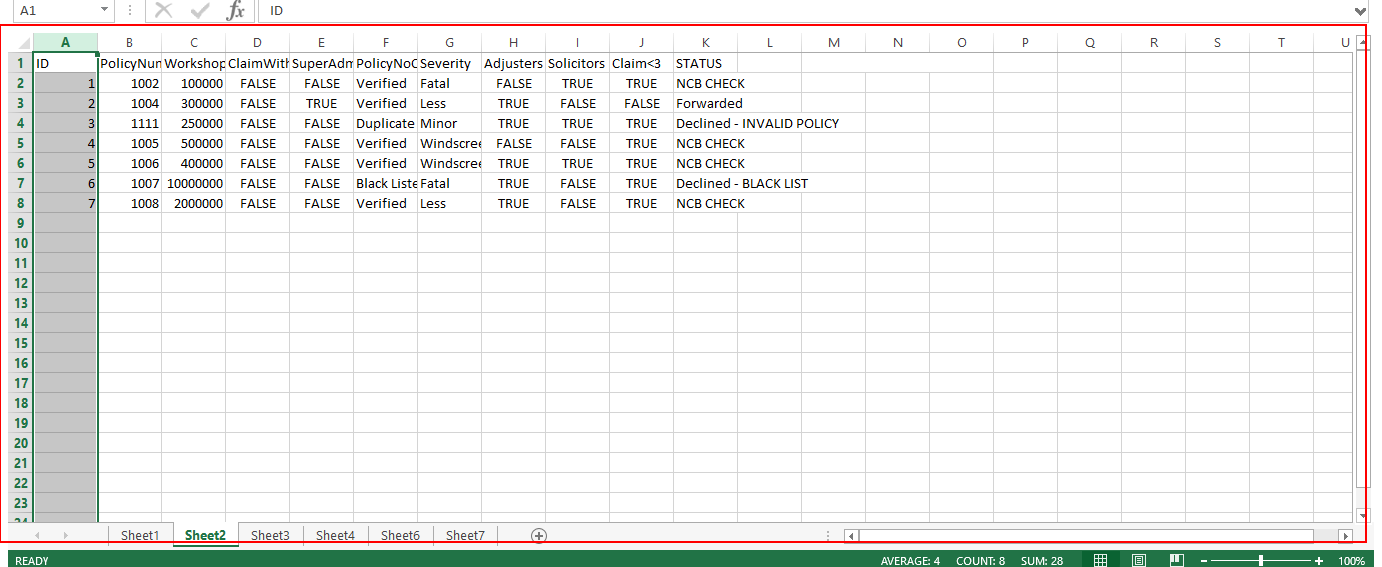 A1 fx ID
A B C D E F G H I J K L M N O P Q R S T U
1 ID PolicyNum Workshop ClaimWith SuperAdm PolicyNoC Severity Adjusters Solicitors Claim<3 STATUS
2 1 1002 100000 FALSE FALSE Verified Fatal FALSE TRUE TRUE NCB CHECK
3 2 1004 300000 FALSE TRUE Verified Less TRUE FALSE FALSE Forwarded
4 3 1111 250000 FALSE FALSE Duplicate Minor TRUE TRUE TRUE Declined - INVALID POLICY
5 4 1005 500000 FALSE FALSE Verified Windscree FALSE FALSE TRUE NCB CHECK
6 5 1006 400000 FALSE FALSE Verified Windscree TRUE TRUE TRUE NCB CHECK
7 6 1007 10000000 FALSE FALSE Black Liste Fatal TRUE FALSE TRUE Declined - BLACK LIST
8 7 1008 2000000 FALSE FALSE Verified Less TRUE FALSE TRUE NCB CHECK
9
10
11
12
13
14
15
16
17
18
19
20
21
22
23
24
Sheet1 Sheet2 Sheet3 Sheet4 Sheet6 Sheet7
READY AVERAGE: 4 COUNT: 8 SUM: 28 100%